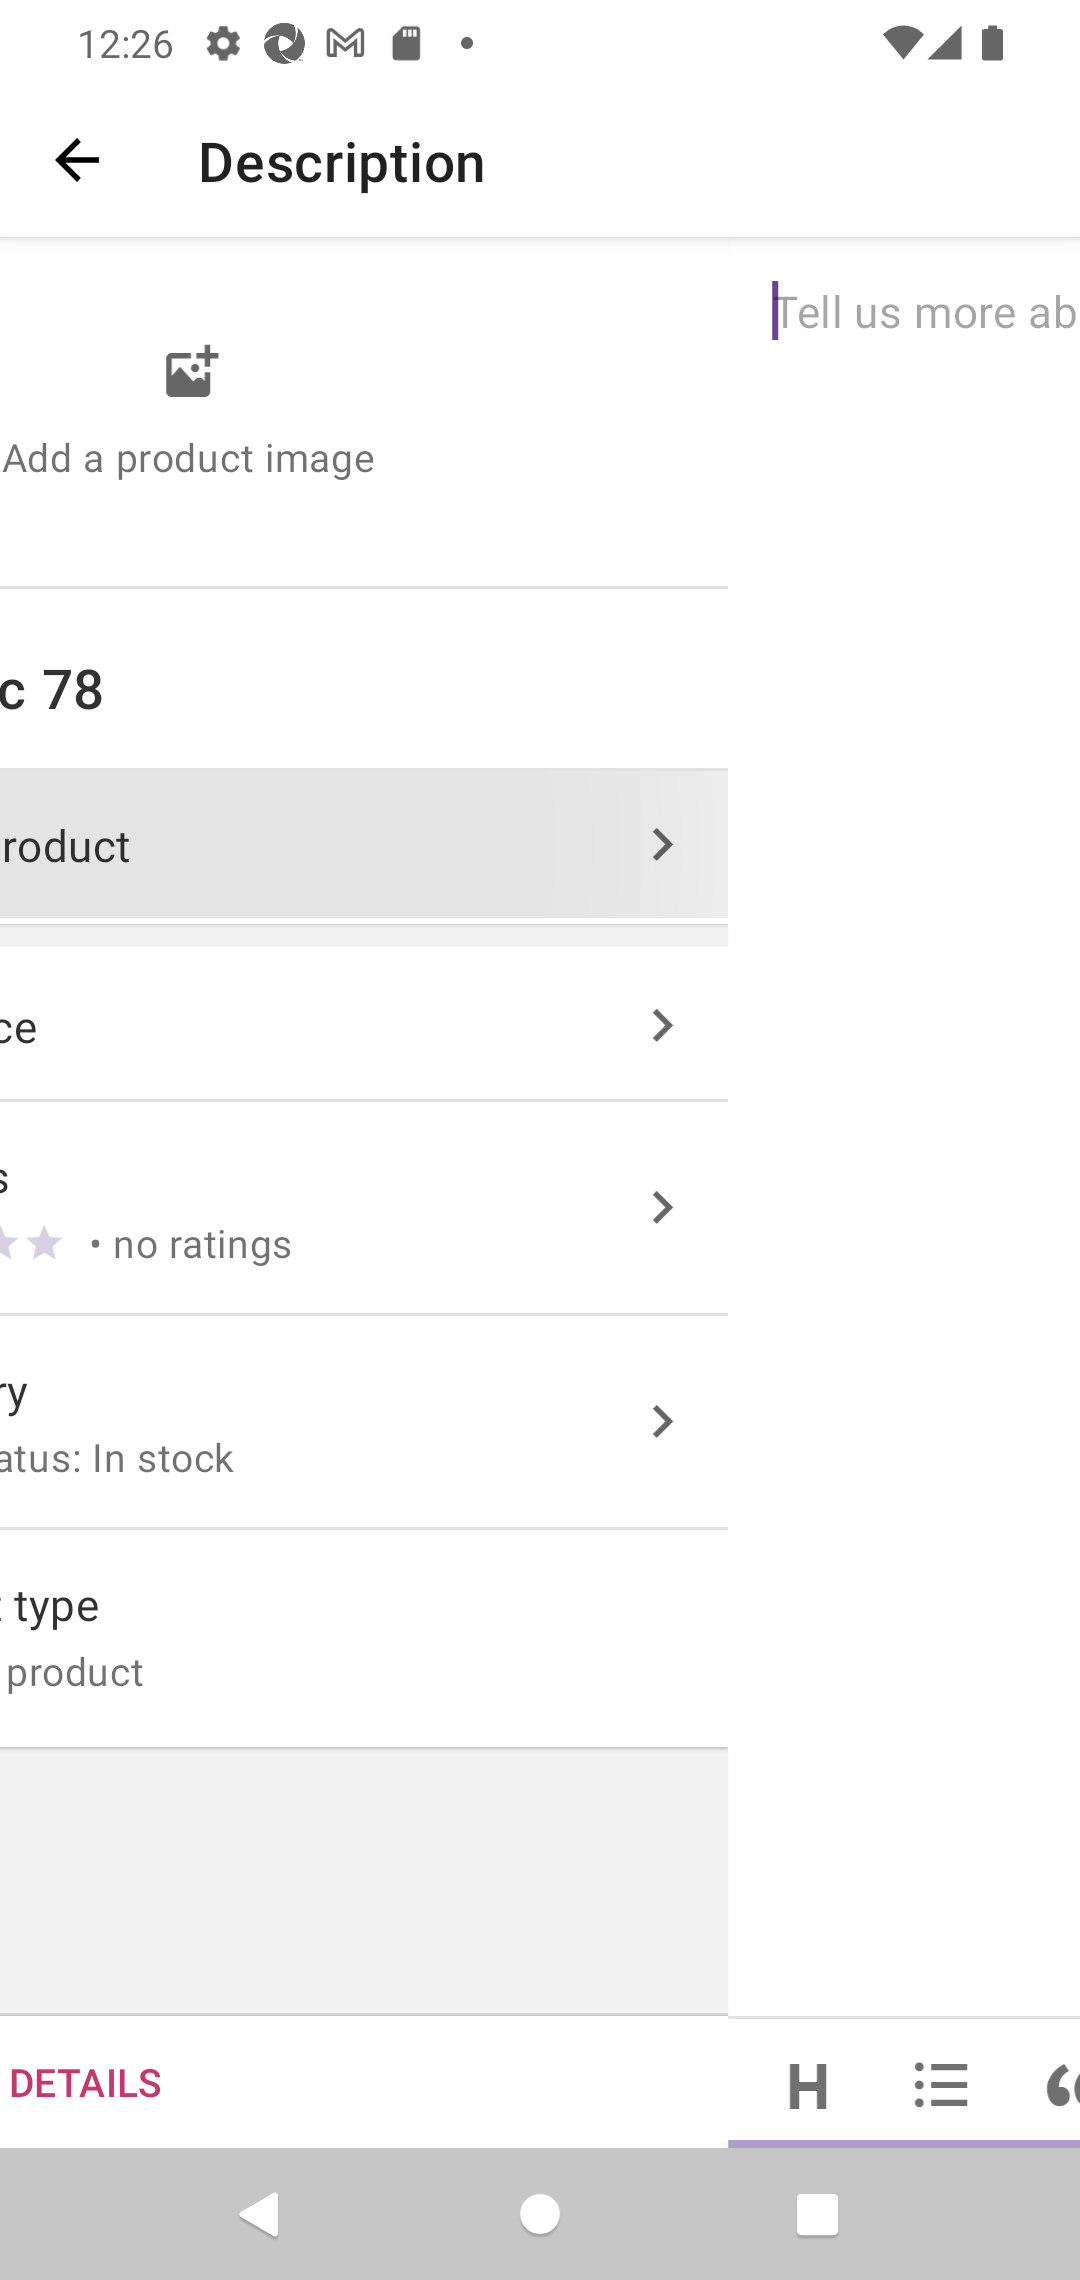 12:26
Description
Tell us more ab
Add a product image
c 78
roduct
ce
s
• no ratings
ry
atus: In stock
type
product
DETAILS
H